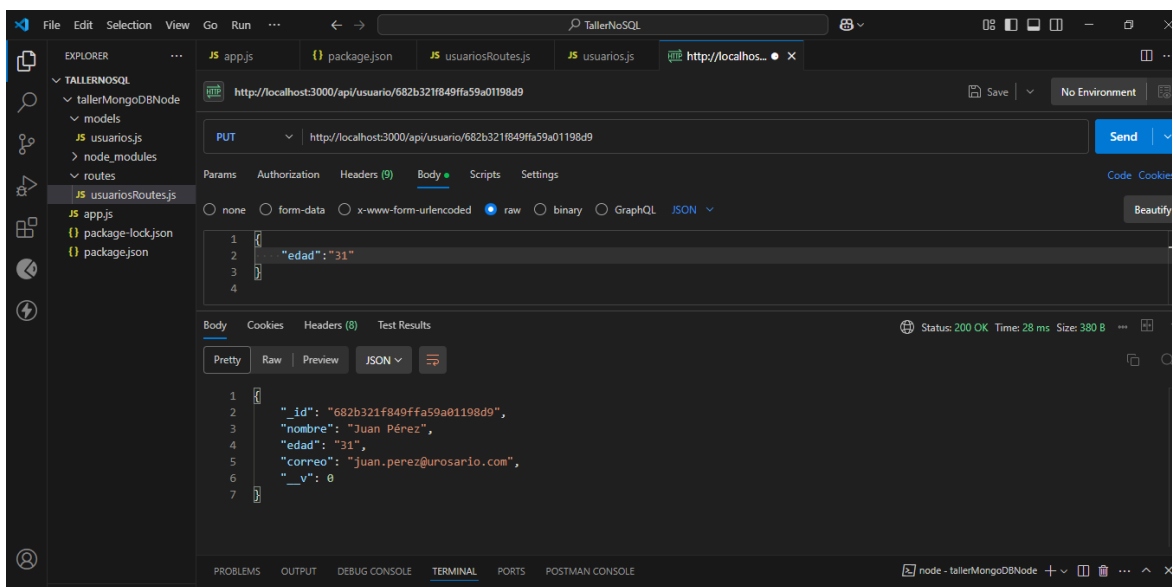 File Edit Selection View Go Run ··· TallerNoSQL
EXPLORER ···
JS app.js {} package.json JS usuariosRoutes.js JS usuarios.js HTTP http://localhos... ● ×
TALLERNOSQL
tallerMongoDBNode
models
JS usuarios.js
node_modules
routes
JS usuariosRoutes.js
JS app.js
{} package-lock.json
{} package.json
HTTP http://localhost:3000/api/usuario/682b321f849ffa59a01198d9 Save No Environment
PUT http://localhost:3000/api/usuario/682b321f849ffa59a01198d9 Send
Params Authorization Headers (9) Body Scripts Settings Code Cookies
none form-data x-www-form-urlencoded raw binary GraphQL JSON Beautify
1 {
2 ····"edad":"31"
3 }
4
Body Cookies Headers (8) Test Results Status: 200 OK Time: 28 ms Size: 380 B ···
Pretty Raw Preview JSON
1 {
2 "_id": "682b321f849ffa59a01198d9",
3 "nombre": "Juan Pérez",
4 "edad": "31",
5 "correo": "juan.perez@urosario.com",
6 "__v": 0
7 }
PROBLEMS OUTPUT DEBUG CONSOLE TERMINAL PORTS POSTMAN CONSOLE node - tallerMongoDBNode ···